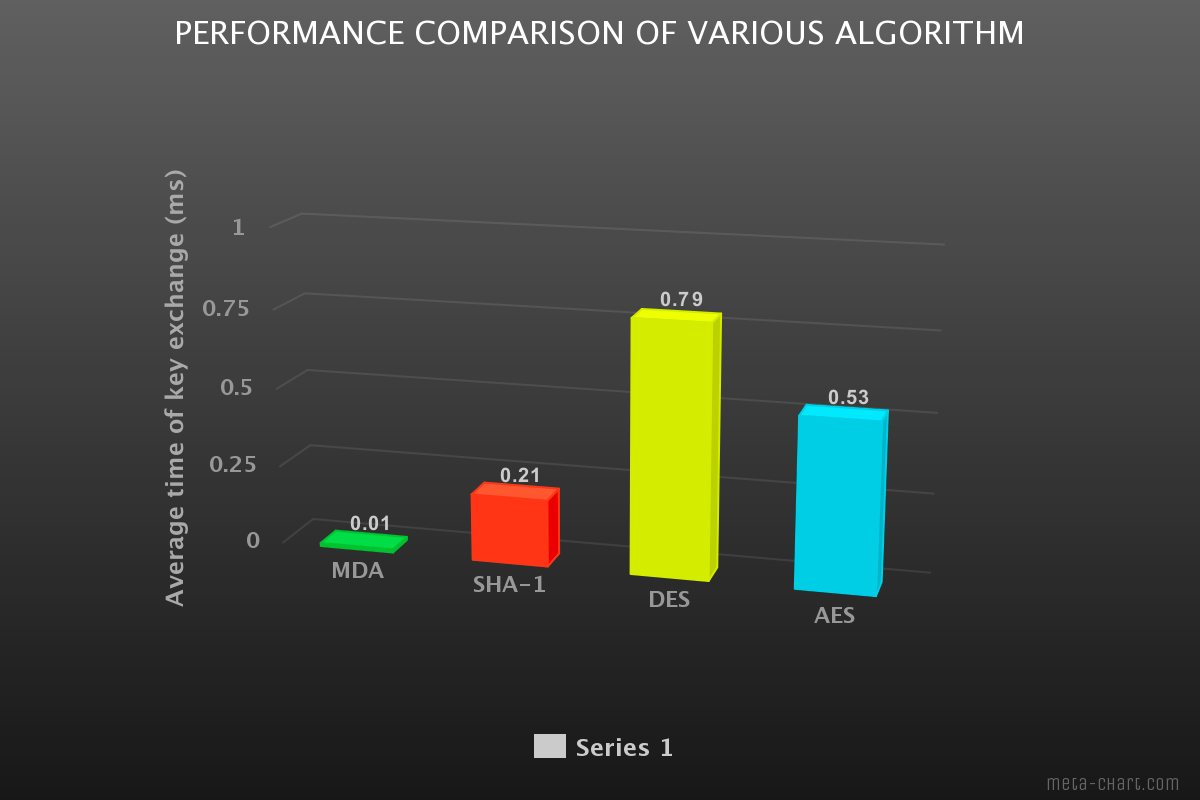 PERFORMANCE COMPARISON OF VARIOUS ALGORITHM
Average time of key exchange (ms)
1
0.75
0.5
0.25
0
0.01
0.21
0.79
0.53
MDA
SHA-1
DES
AES
Series 1
meta-chart.com